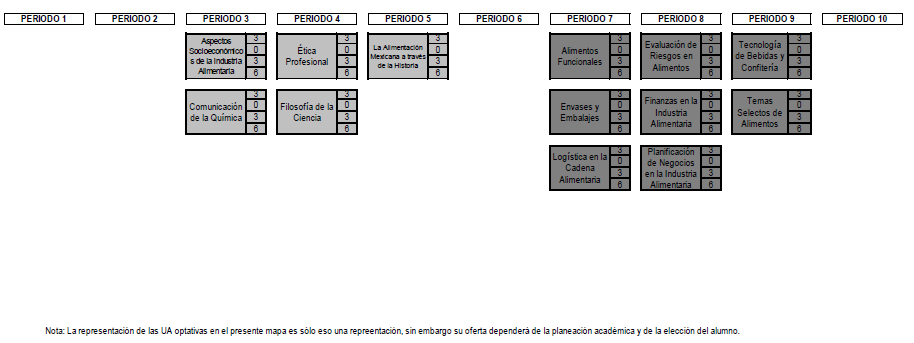 PERIODO 1 PERIODO 2 PERIODO 3 PERIODO 4 PERIODO 5 PERIODO 6 PERIODO 7 PERIODO 8 PERIODO 9 PERIODO 10
Aspectos
Socioeconómico
s de la Industria
Alimentaria
3
0
3
6
Ética
Profesional
3
0
3
6
La Alimentación
Mexicana a través
de la Historia
3
0
3
6
Alimentos
Funcionales
3
0
3
6
Evaluación de
Riesgos en
Alimentos
3
0
3
6
Tecnología
de Bebidas y
Confitería
3
0
3
6
Comunicación
de la Química
3
0
3
6
Filosofía de la
Ciencia
3
0
3
6
Envases y
Embalajes
3
0
3
6
Finanzas en la
Industria
Alimentaria
3
0
3
6
Temas
Selectos de
Alimentos
3
0
3
6
Logística en la
Cadena
Alimentaria
3
0
3
6
Planificación
de Negocios
en la Industria
Alimentaria
3
0
3
6
Nota: La representación de las UA optativas en el presente mapa es sólo eso una repreentación, sin embargo su oferta dependerá de la planeación académica y de la elección del alumno.